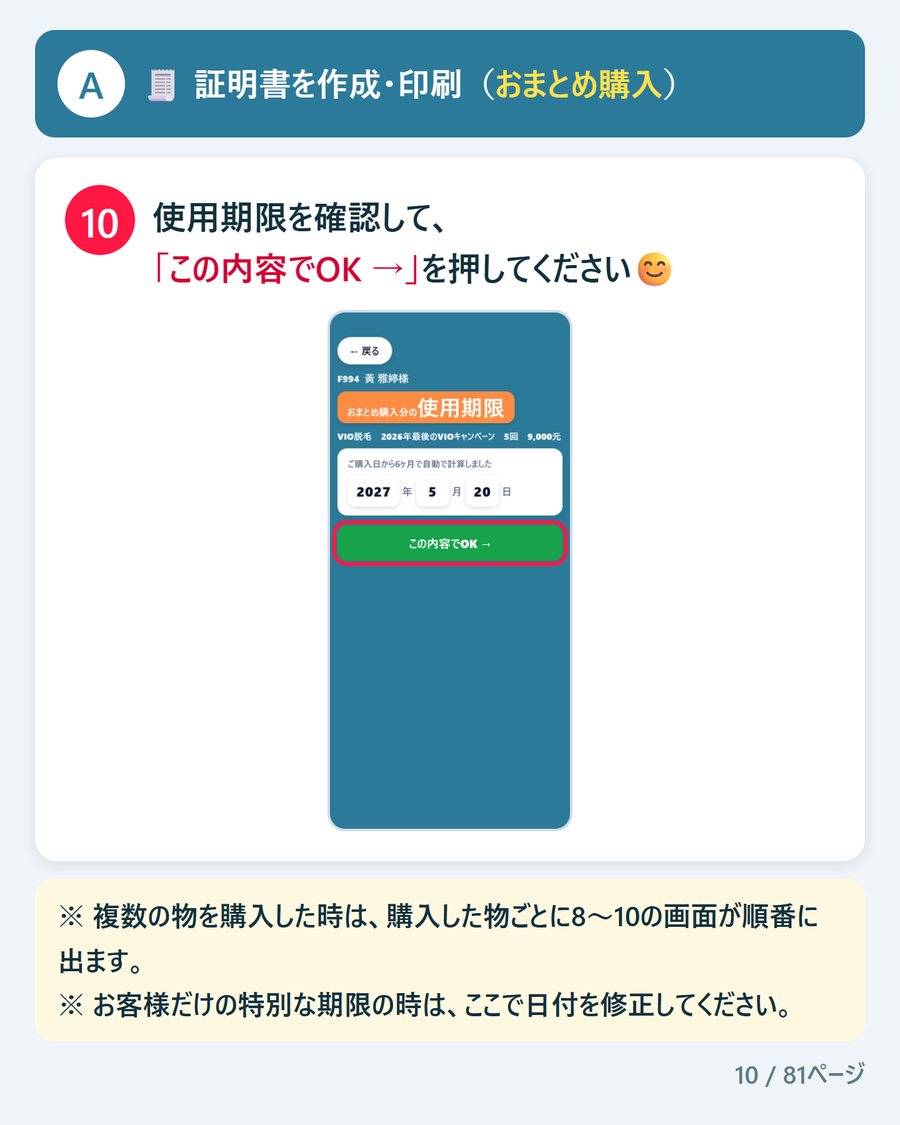 A 証明書を作成・印刷（おまとめ購入）
10 使用期限を確認して、
「この内容でOK →」を押してください
← 戻る
F994 黃 雅婷様
おまとめ購入分の使用期限
VIO脱毛 2026年最後のVIOキャンペーン 5回 9,000元
ご購入日から6ヶ月で自動で計算しました
2027 年 5 月 20 日
この内容でOK →
※ 複数の物を購入した時は、購入した物ごとに8〜10の画面が順番に
出ます。
※ お客様だけの特別な期限の時は、ここで日付を修正してください。
10 / 81ページ